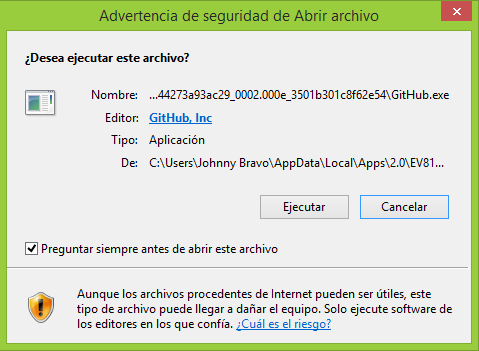 Advertencia de seguridad de Abrir archivo
¿Desea ejecutar este archivo?
Nombre: ...44273a93ac29_0002.000e_3501b301c8f62e54\GitHub.exe
Editor: GitHub, Inc
Tipo: Aplicación
De: C:\Users\Johnny Bravo\AppData\Local\Apps\2.0\EV81...
Ejecutar Cancelar
Preguntar siempre antes de abrir este archivo
Aunque los archivos procedentes de Internet pueden ser útiles, este
tipo de archivo puede llegar a dañar el equipo. Solo ejecute software de
los editores en los que confía. ¿Cuál es el riesgo?